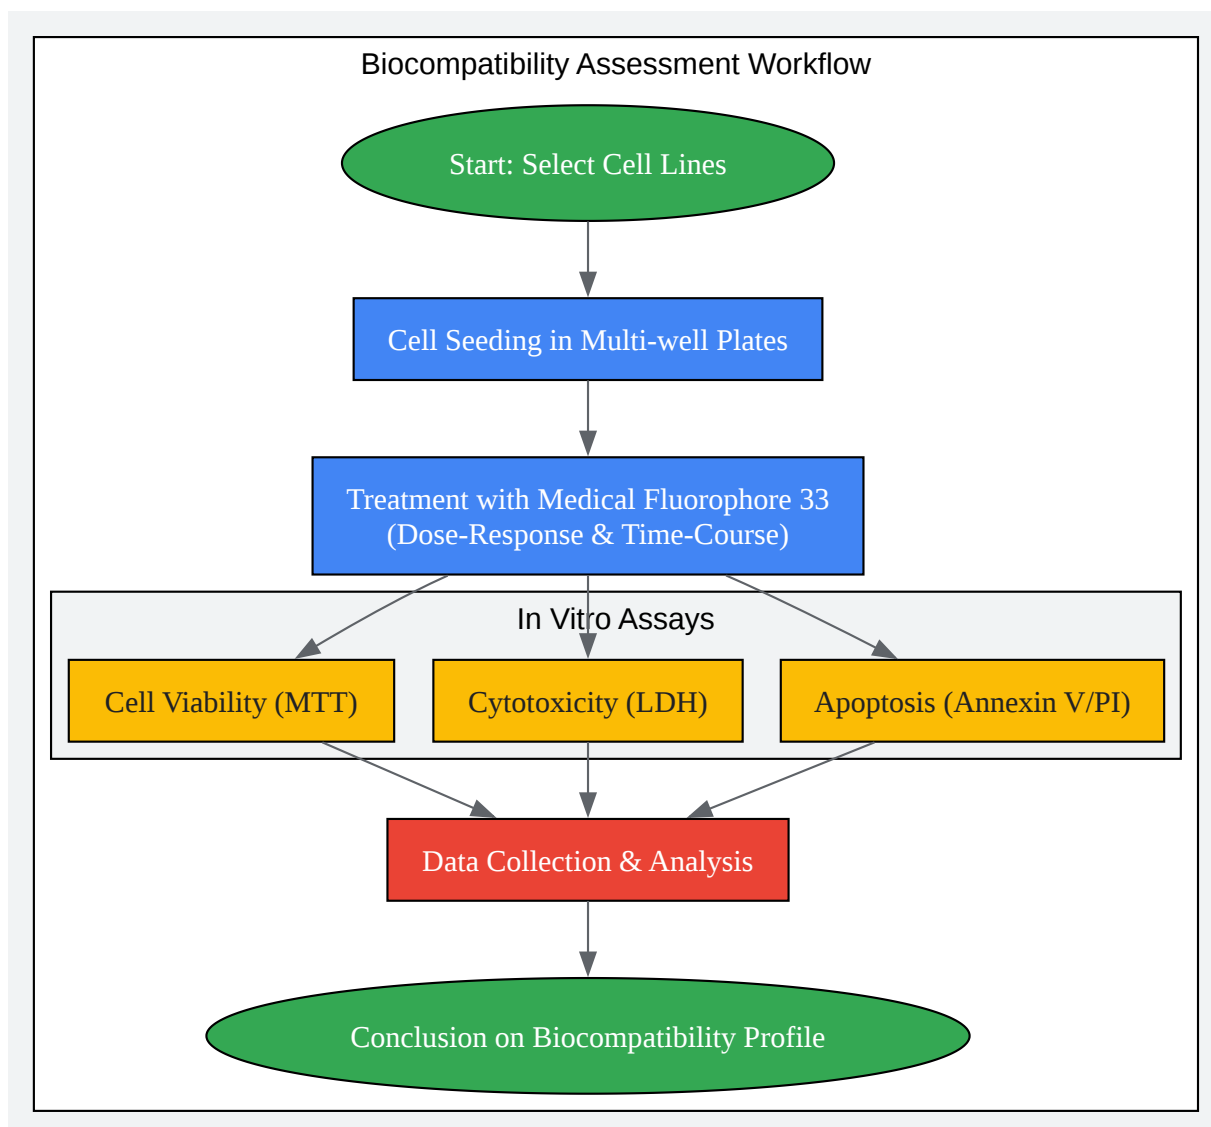 Biocompatibility Assessment Workflow
Start: Select Cell Lines
Cell Seeding in Multi-well Plates
Treatment with Medical Fluorophore 33
(Dose-Response & Time-Course)
In Vitro Assays
Cell Viability (MTT)
Cytotoxicity (LDH)
Apoptosis (Annexin V/PI)
Data Collection & Analysis
Conclusion on Biocompatibility Profile